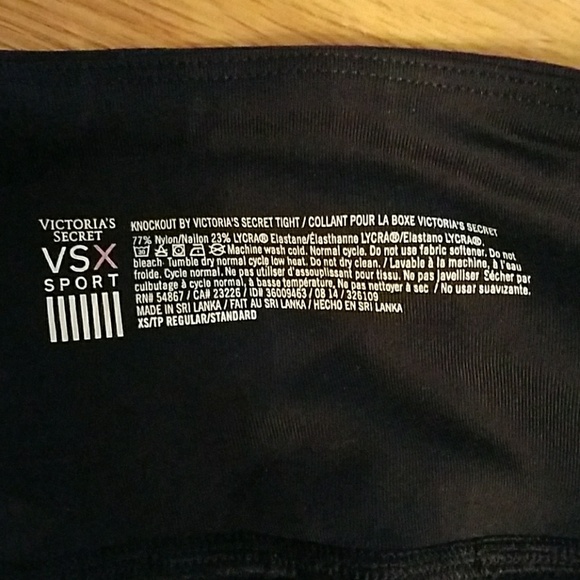 VICTORIA'S
SECRET
VSX
SPORT
KNOCKOUT BY VICTORIA'S SECRET TIGHT / COLLANT POUR LA BOXE VICTORIA'S SECRET
77% Nylon/Nailon 23% LYCRA® Elastane/Élasthanne LYCRA®/Elastano LYCRA®.
Machine wash cold. Normal cycle. Do not use fabric softener. Do not
bleach. Tumble dry normal cycle low heat. Do not dry clean. / Lavable à la machine, à l'eau
froide. Cycle normal. Ne pas utiliser d'assouplissant pour tissu. Ne pas javelliser. Sécher par
culbutage à cycle normal, à basse température. Ne pas nettoyer à sec / No usar suavizante.
RN# 54867 / CA# 23226 / ID# 36009463 / OB 14 / 326109
MADE IN SRI LANKA / FAIT AU SRI LANKA / HECHO EN SRI LANKA
XS/TP REGULAR/STANDARD